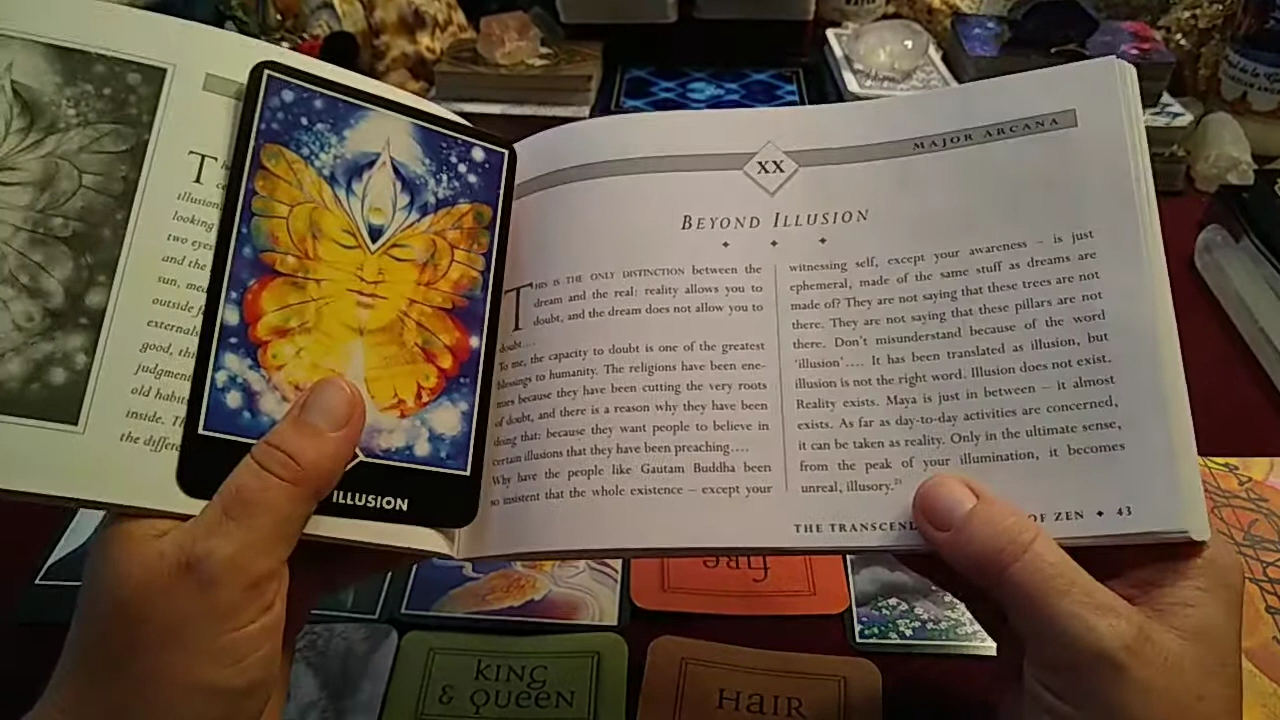 T
illusion
looking
two eyes
and the
sun,
outside
externals
good,
judgment
old habits
inside.
the differe
ILLUSION
MAJOR ARCANA
XX
BEYOND ILLUSION
THIS IS THE ONLY DISTINCTION between the
dream and the real: reality allows you to
doubt, and the dream does not allow you to
doubt....
To me, the capacity to doubt is one of the greatest
blessings to humanity. The religions have been ene-
mies because they have been cutting the very roots
of doubt, and there is a reason why they have been
doing that: because they want people to believe in
certain illusions that they have been preaching....
Why have the people like Gautam Buddha been
so insistent that the whole existence – except your
witnessing self, except your awareness – is just
ephemeral, made of the same stuff as dreams are
made of? They are not saying that these trees are not
there. They are not saying that these pillars are not
there. Don't misunderstand because of the word
'illusion'.... It has been translated as illusion, but
illusion is not the right word. Illusion does not exist.
Reality exists. Maya is just in between – it almost
exists. As far as day-to-day activities are concerned,
it can be taken as reality. Only in the ultimate sense,
from the peak of your illumination, it becomes
unreal, illusory.21
THE TRANSCEND OF ZEN ✦ 43
fire
KING
& QUEEN
HAIR